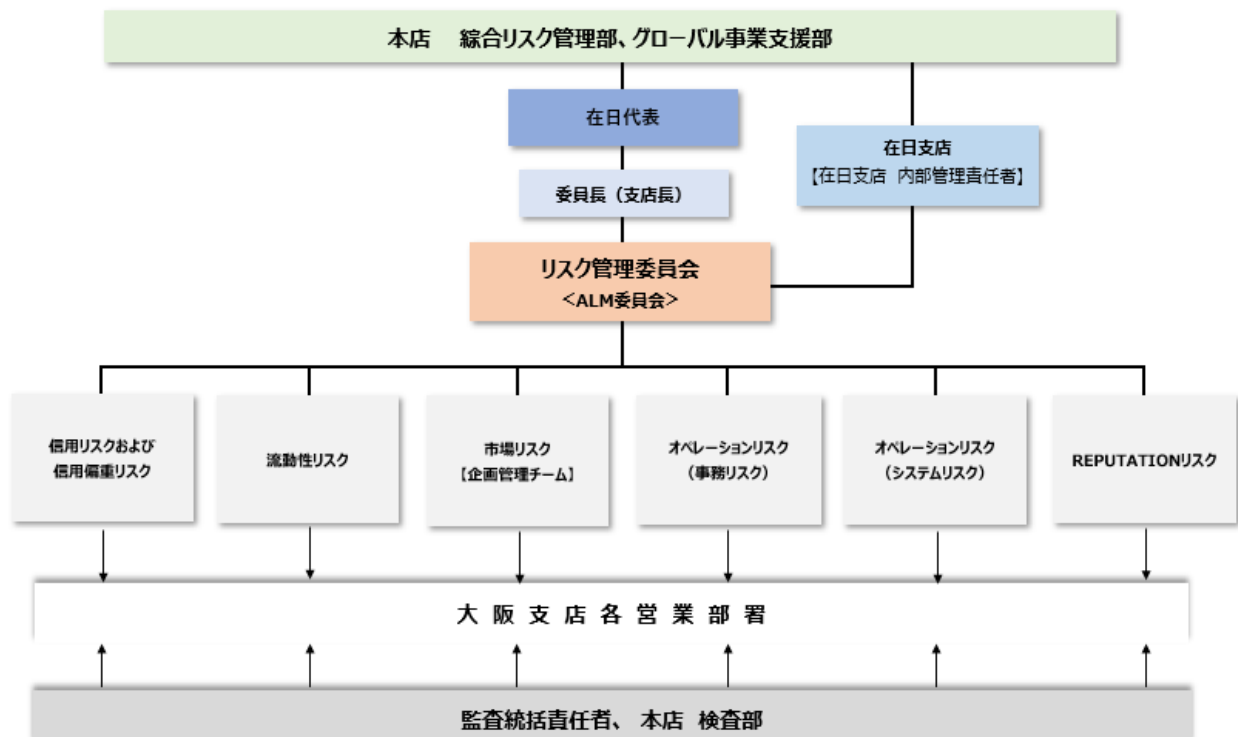 本店 綜合リスク管理部、グローバル事業支援部
在日代表
在日支店
【在日支店 内部管理責任者】
委員長（支店長）
リスク管理委員会
＜ALM委員会＞
信用リスクおよび
信用偏重リスク
流動性リスク
市場リスク
【企画管理チーム】
オペレーションリスク
（事務リスク）
オペレーションリスク
（システムリスク）
REPUTATIONリスク
大阪支店各営業部署
監査統括責任者、 本店 検査部